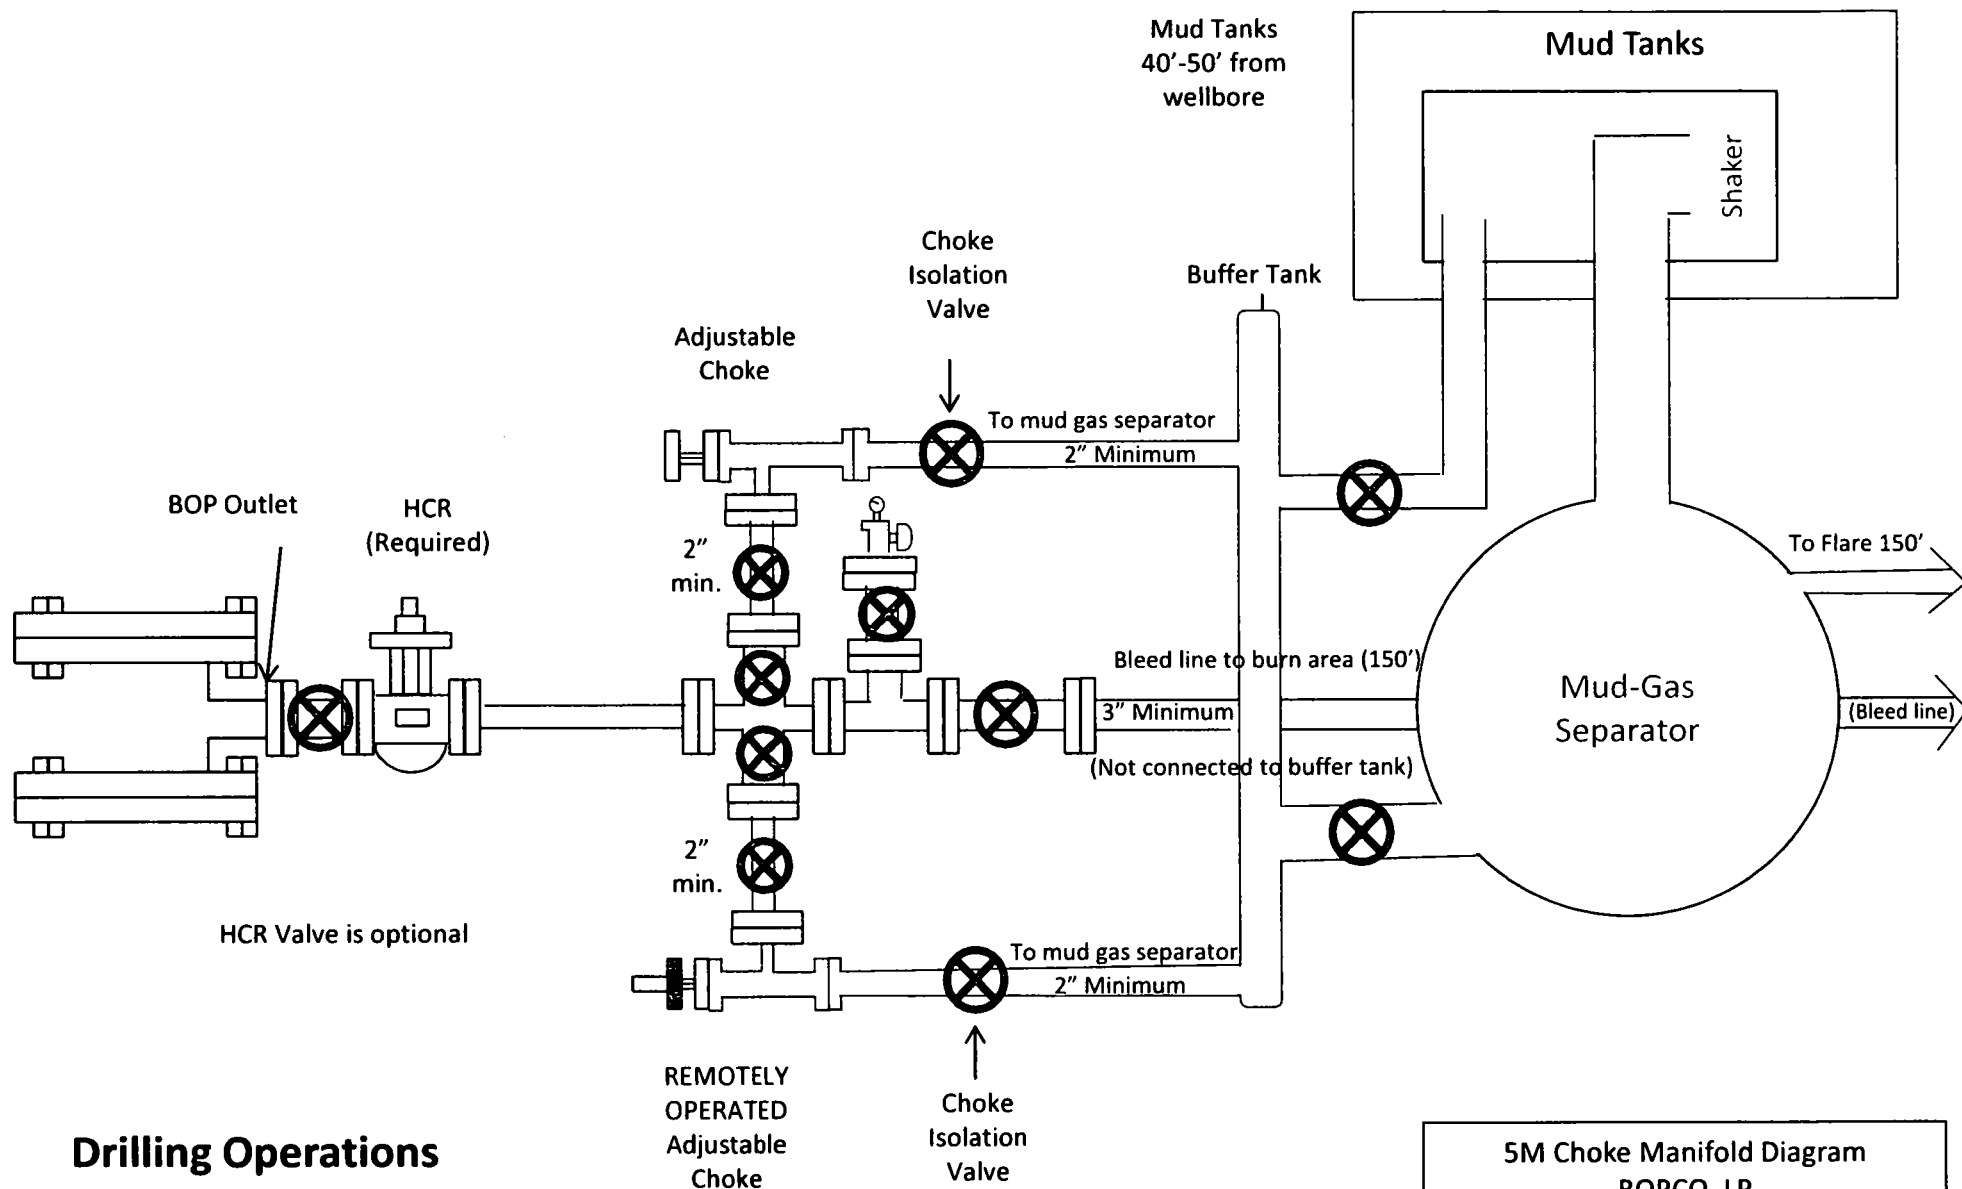 Mud Tanks
40'-50' from
wellbore
Mud Tanks
Shaker
Choke
Isolation
Valve
Buffer Tank
Adjustable
Choke
To mud gas separator
2" Minimum
BOP Outlet
HCR
(Required)
2"
min.
To Flare 150'
Bleed line to burn area (150')
3" Minimum
(Not connected to buffer tank)
Mud-Gas
Separator
(Bleed line)
2"
min.
HCR Valve is optional
To mud gas separator
2" Minimum
REMOTELY
OPERATED
Adjustable
Choke
Choke
Isolation
Valve
Drilling Operations
5M Choke Manifold Diagram
BOPCO, LP